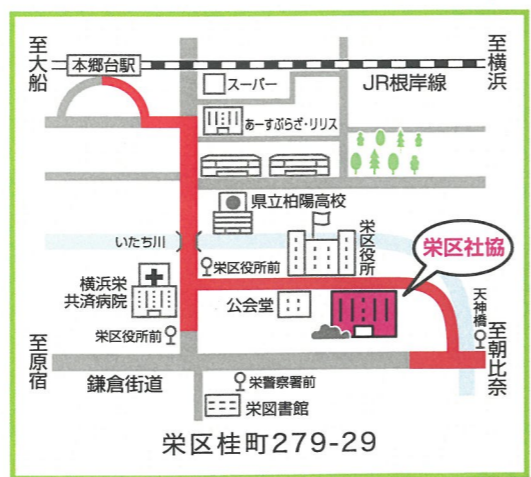 至大船
本郷台駅
至横浜
JR根岸線
スーパー
あーすぷらざ・リリス
県立柏陽高校
いたち川
栄区役所前
栄区役所
栄区社協
横浜栄
共済病院
公会堂
天神橋
栄区役所前
至原宿
至朝比奈
鎌倉街道
栄警察署前
栄図書館
栄区桂町279-29